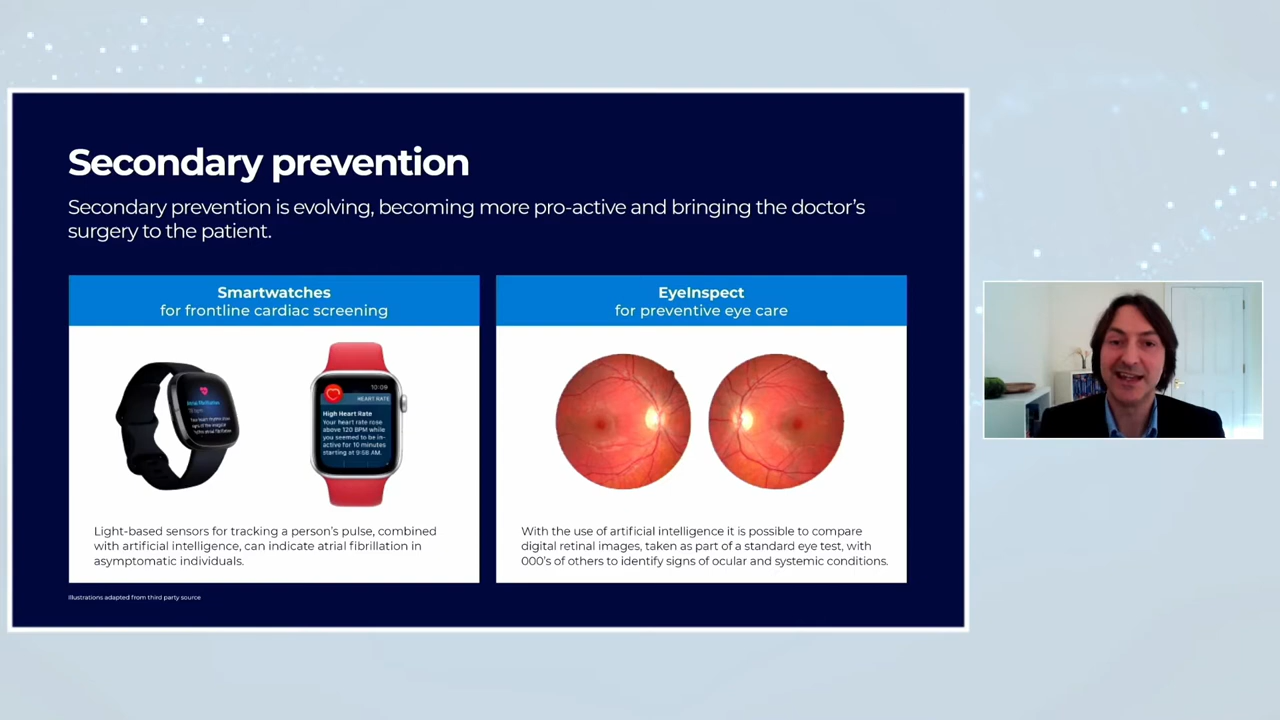 Secondary prevention
Secondary prevention is evolving, becoming more pro-active and bringing the doctor's
surgery to the patient.
Smartwatches
for frontline cardiac screening
Atrial Fibrillation
10:09
HEART RATE
High Heart Rate
Your heart rate rose
above 120 BPM while
you seemed to be in-
active for 10 minutes
starting at 9:58 AM.
Light-based sensors for tracking a person's pulse, combined
with artificial intelligence, can indicate atrial fibrillation in
asymptomatic individuals.
EyeInspect
for preventive eye care
With the use of artificial intelligence it is possible to compare
digital retinal images, taken as part of a standard eye test, with
000's of others to identify signs of ocular and systemic conditions.
Illustrations adapted from third party source